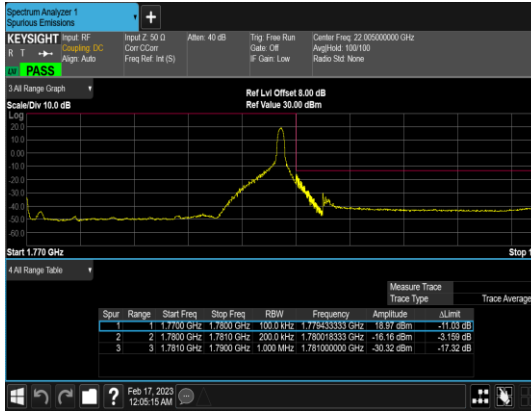 Spectrum Analyzer 1
Spurious Emissions
KEYSIGHT Input: RF Input Z: 50 Ω Atten: 40 dB Trig: Free Run Center Freq: 22.005000000 GHz
R T Coupling: DC Corr CCorr Gate: Off Avg|Hold: 100/100
Align: Auto Freq Ref: Int (S) IF Gain: Low Radio Std: None
PASS
3 All Range Graph
Ref Lvl Offset 8.00 dB
Scale/Div 10.0 dB Ref Value 30.00 dBm
Log
20.0
10.0
0.00
-10.0
-20.0
-30.0
-40.0
-50.0
-60.0
Start 1.770 GHz Stop 1
4 All Range Table
Measure Trace
Trace Type Trace Average
Spur Range Start Freq Stop Freq RBW Frequency Amplitude ΔLimit
1 1 1.7700 GHz 1.7800 GHz 100.0 kHz 1.779433333 GHz 18.97 dBm -11.03 dB
2 2 1.7800 GHz 1.7810 GHz 200.0 kHz 1.780018333 GHz -16.16 dBm -3.159 dB
3 3 1.7810 GHz 1.7900 GHz 1.000 MHz 1.781000000 GHz -30.32 dBm -17.32 dB
? Feb 17, 2023
12:05:15 AM